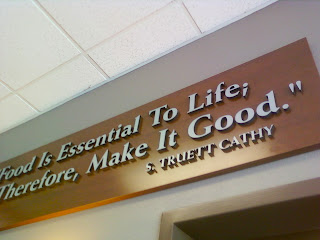 Food Is Essential To Life;
Therefore, Make It Good."
S. TRUETT CATHY